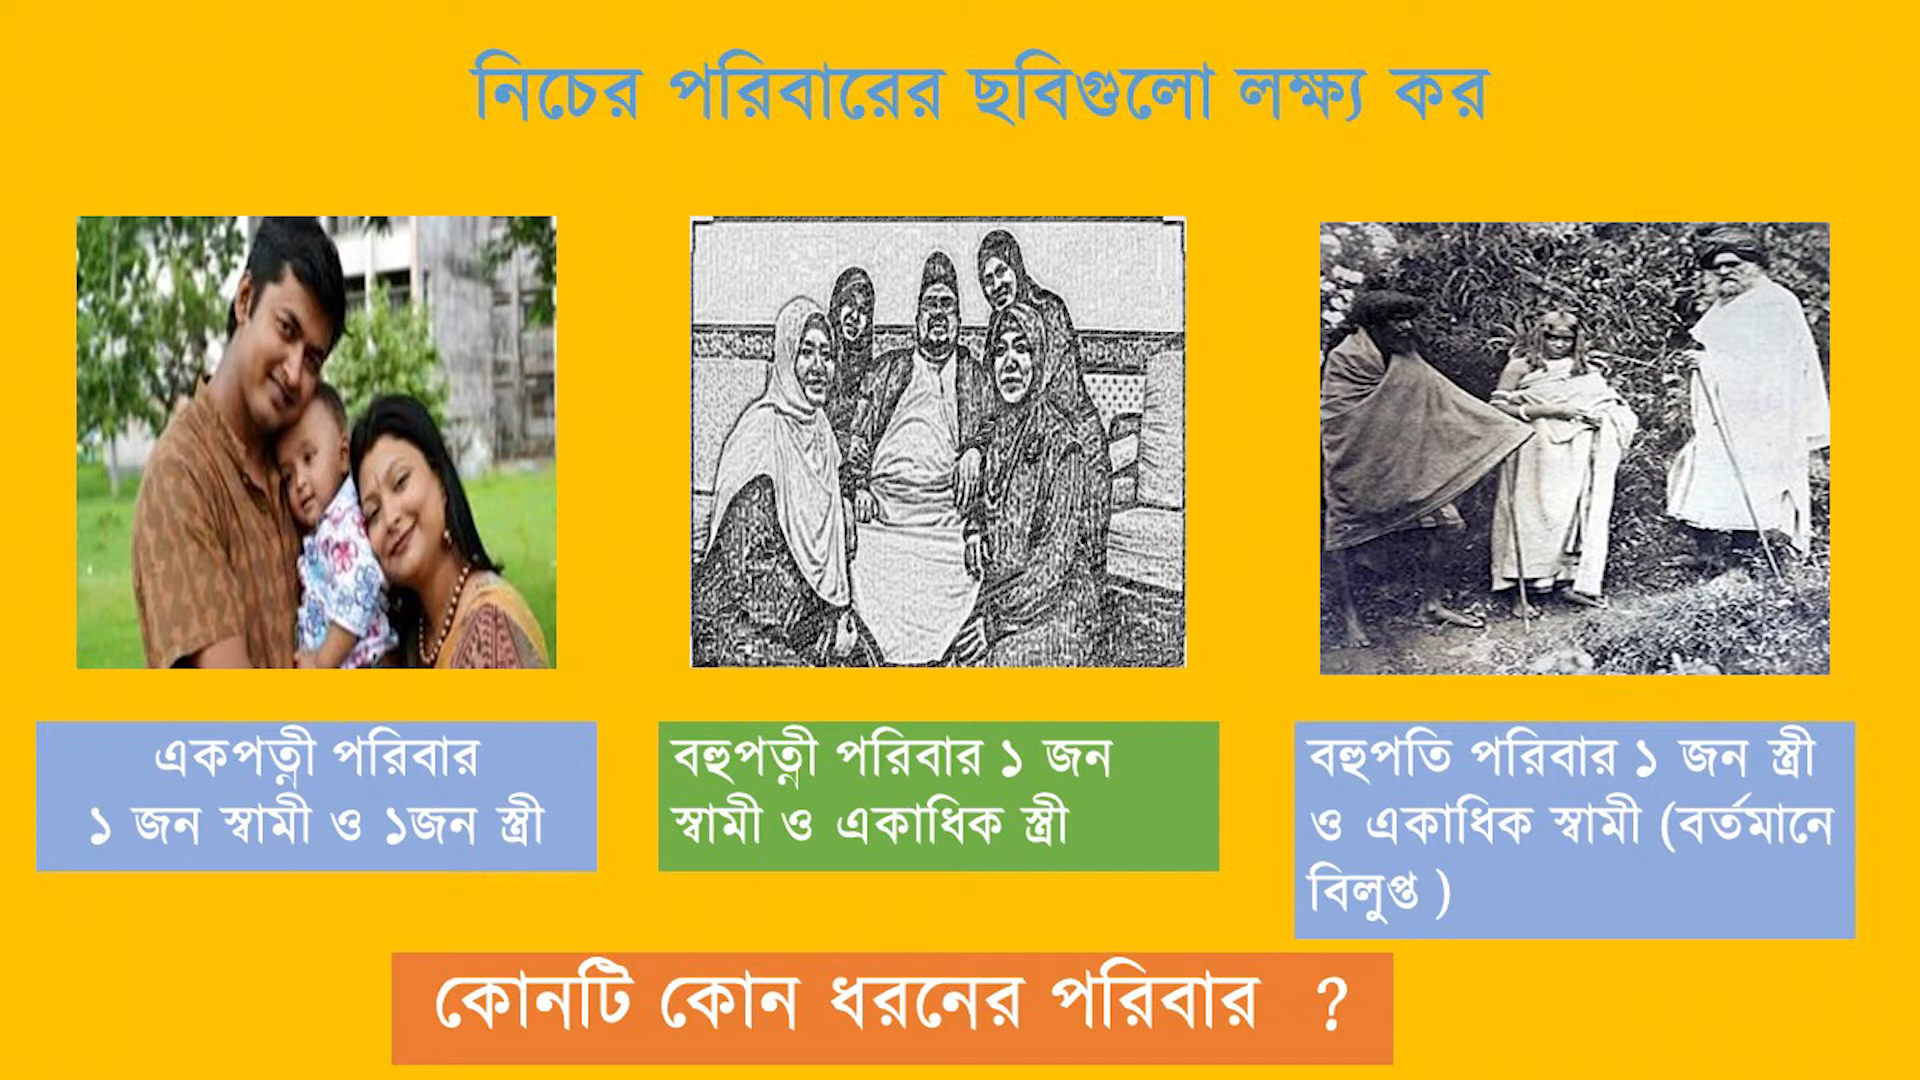 নিচের পরিবারের ছবিগুলো লক্ষ্য কর
একপত্নী পরিবার
১ জন স্বামী ও ১জন স্ত্রী
বহুপত্নী পরিবার ১ জন
স্বামী ও একাধিক স্ত্রী
বহুপতি পরিবার ১ জন স্ত্রী
ও একাধিক স্বামী (বর্তমানে
বিলুপ্ত )
কোনটি কোন ধরনের পরিবার ?